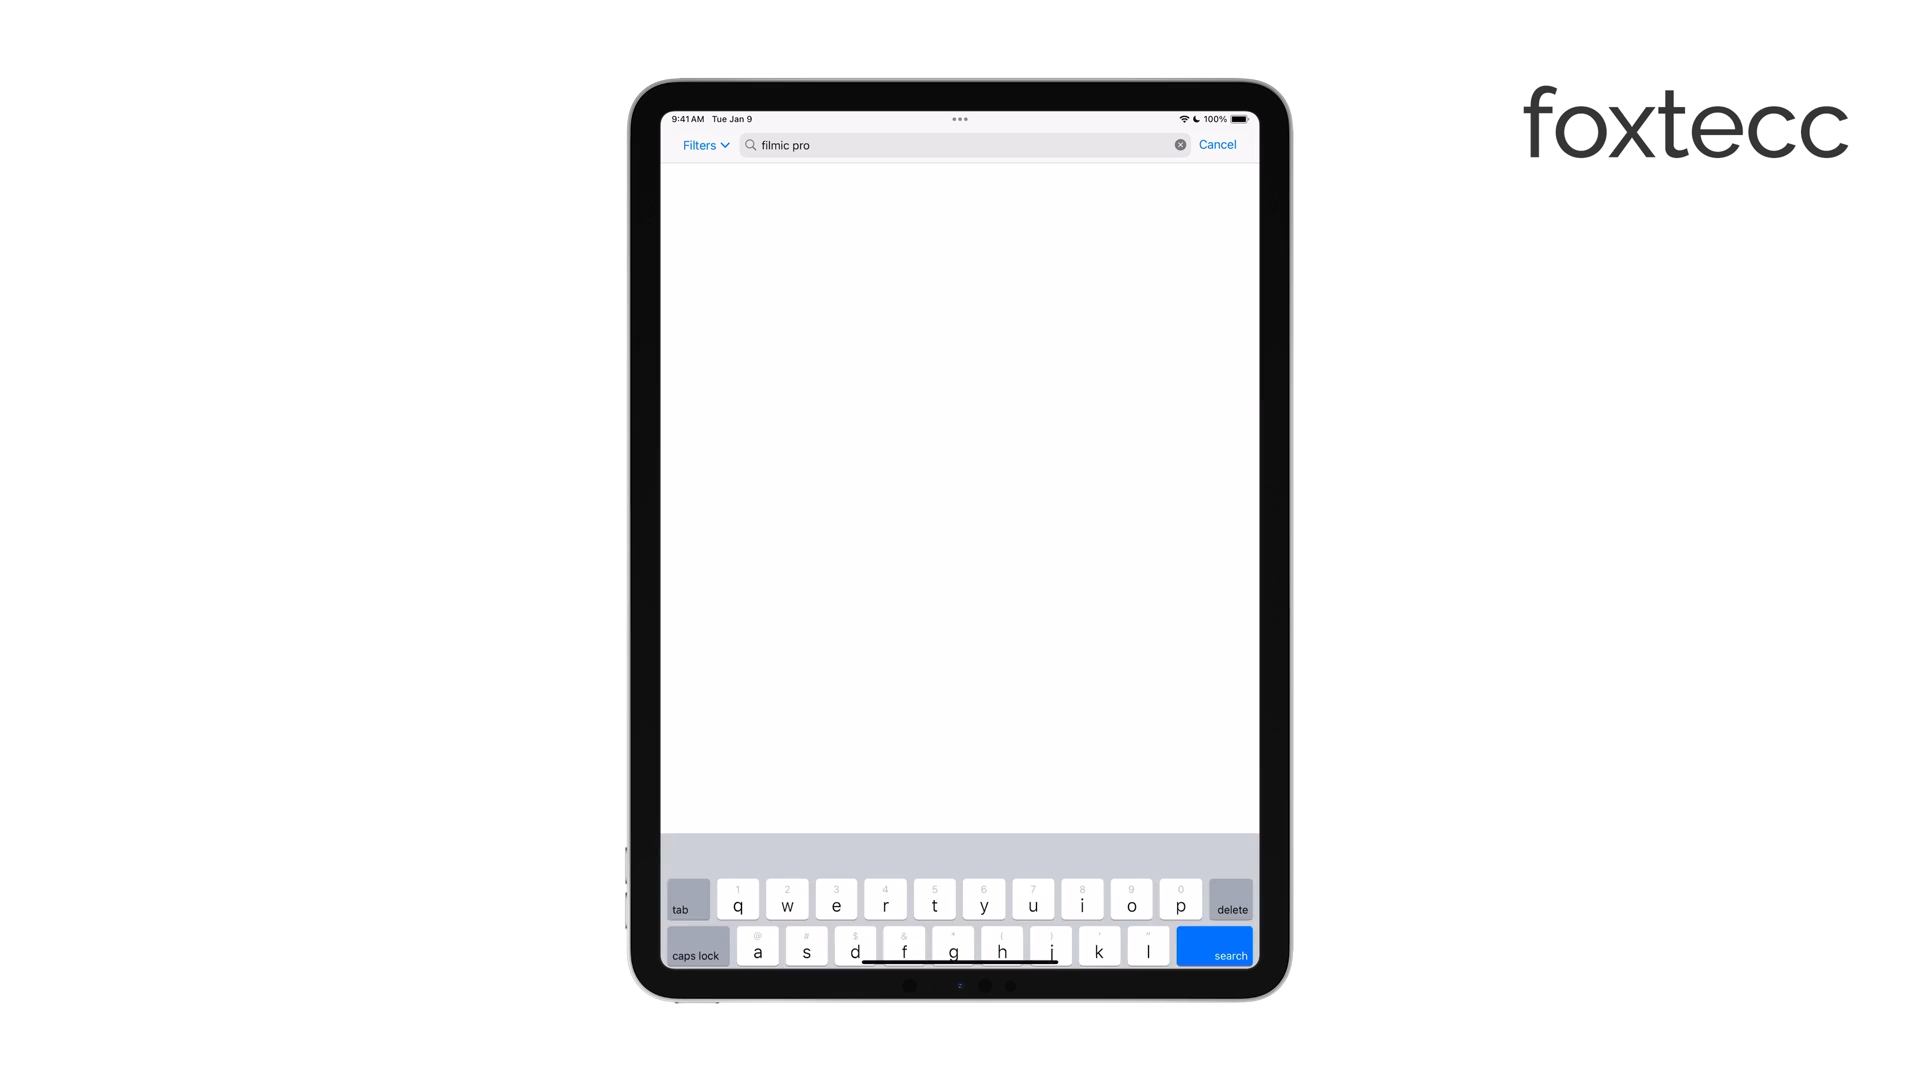 foxtecc
9:41 AM Tue Jan 9 100%
Filters filmic pro Cancel
1 2 3 4 5 6 7 8 9 0
tab q w e r t y u i o p delete
@ # $ & * ( ) ' "
caps lock a s d f g h j k l search